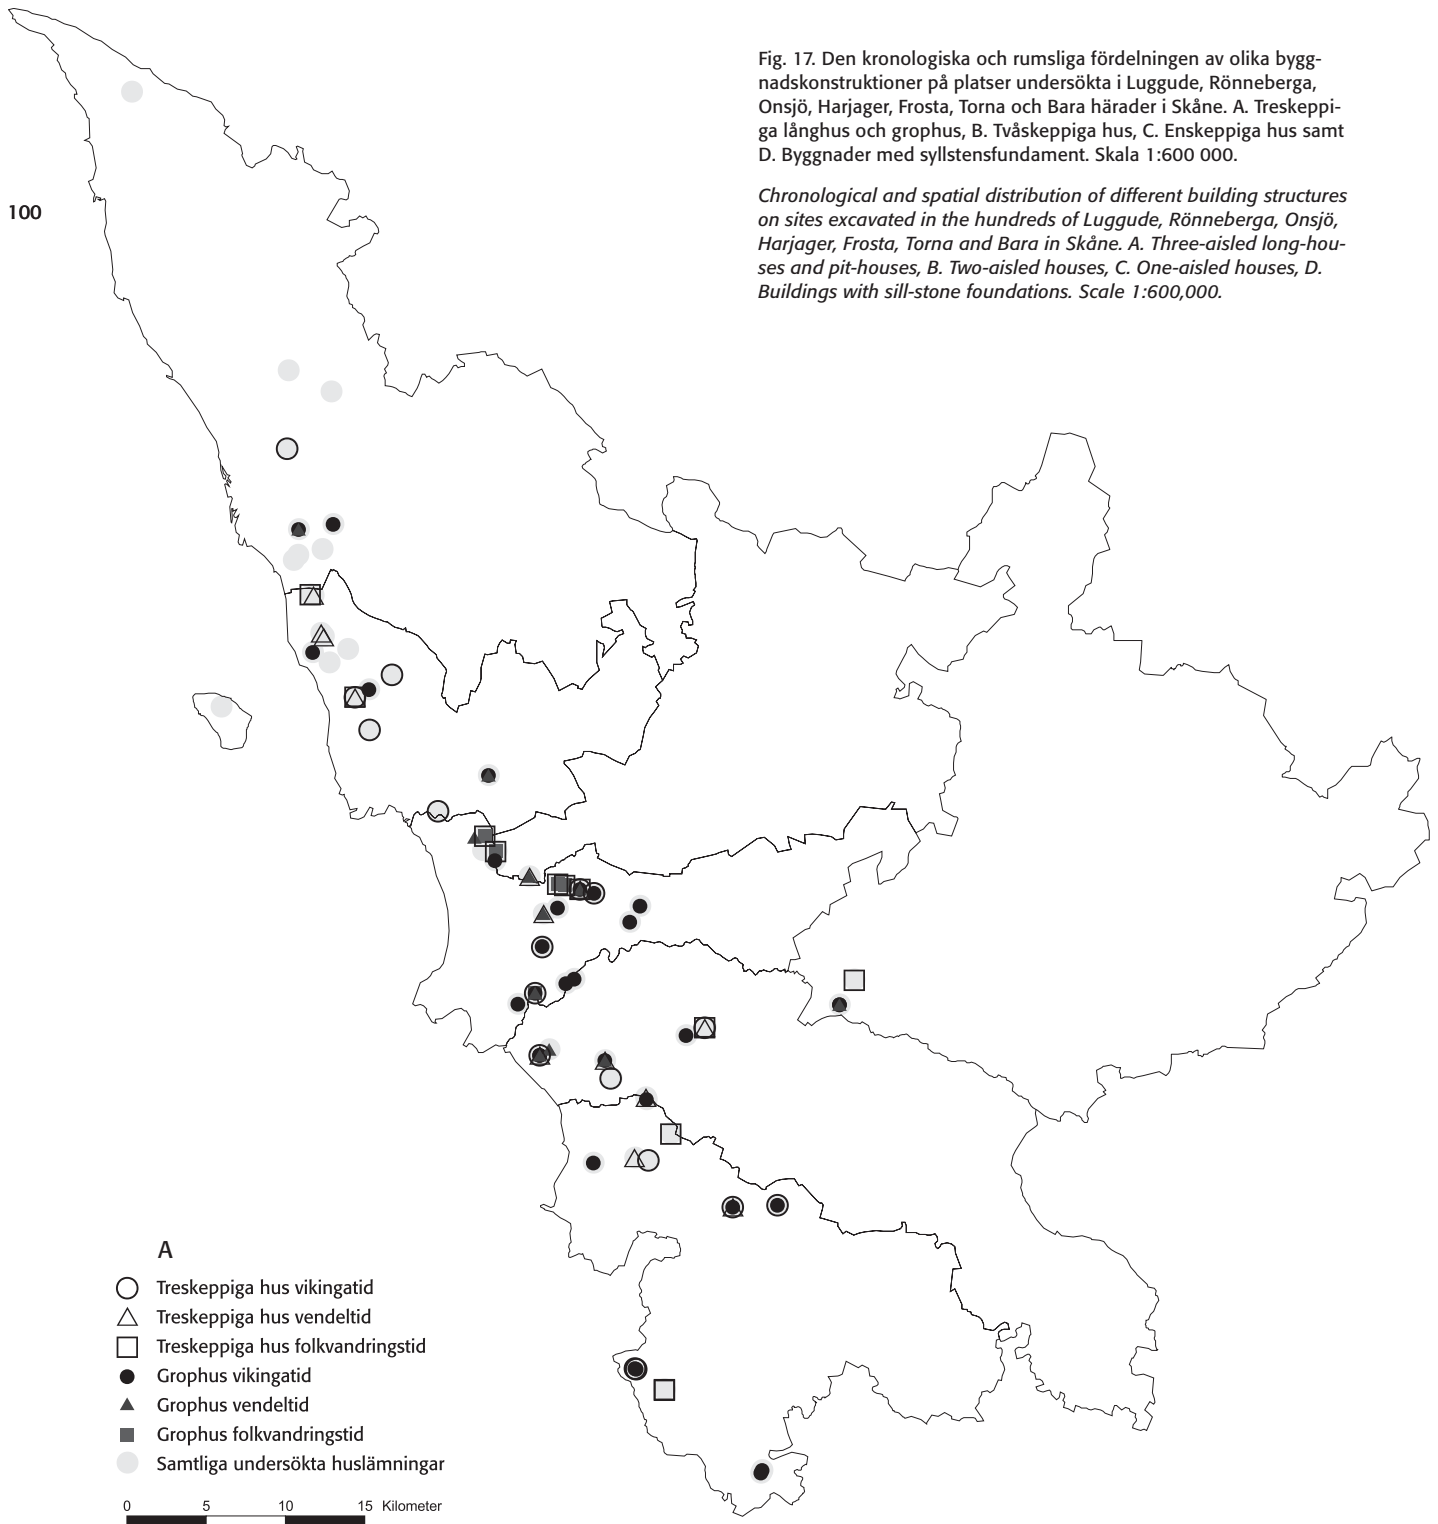 Fig. 17. Den kronologiska och rumsliga fördelningen av olika bygg-
nadskonstruktioner på platser undersökta i Luggude, Rönneberga,
Onsjö, Harjager, Frosta, Torna och Bara härader i Skåne. A. Treskeppi-
ga långhus och grophus, B. Tvåskeppiga hus, C. Enskeppiga hus samt
D. Byggnader med syllstensfundament. Skala 1:600 000.
Chronological and spatial distribution of different building structures
on sites excavated in the hundreds of Luggude, Rönneberga, Onsjö,
Harjager, Frosta, Torna and Bara in Skåne. A. Three-aisled long-hou-
ses and pit-houses, B. Two-aisled houses, C. One-aisled houses, D.
Buildings with sill-stone foundations. Scale 1:600,000.
100
A
Treskeppiga hus vikingatid
Treskeppiga hus vendeltid
Treskeppiga hus folkvandringstid
Grophus vikingatid
Grophus vendeltid
Grophus folkvandringstid
Samtliga undersökta huslämningar
0 5 10 15 Kilometer